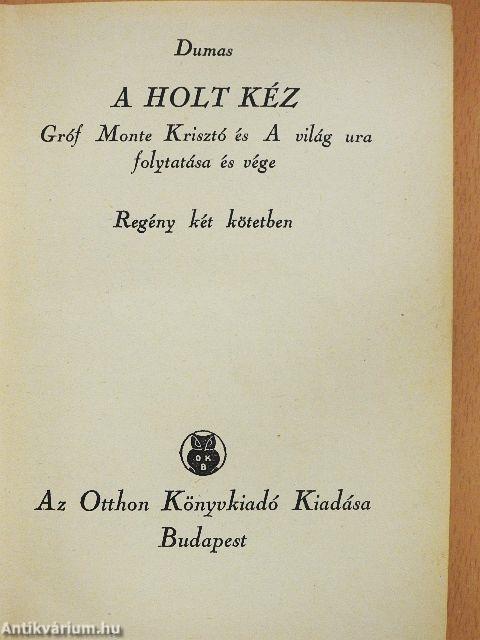 Dumas
A HOLT KÉZ
Gróf Monte Krisztó és A világ ura
folytatása és vége
Regény két kötetben
O K
B
Az Otthon Könyvkiadó Kiadása
Budapest
Antikvárium.hu